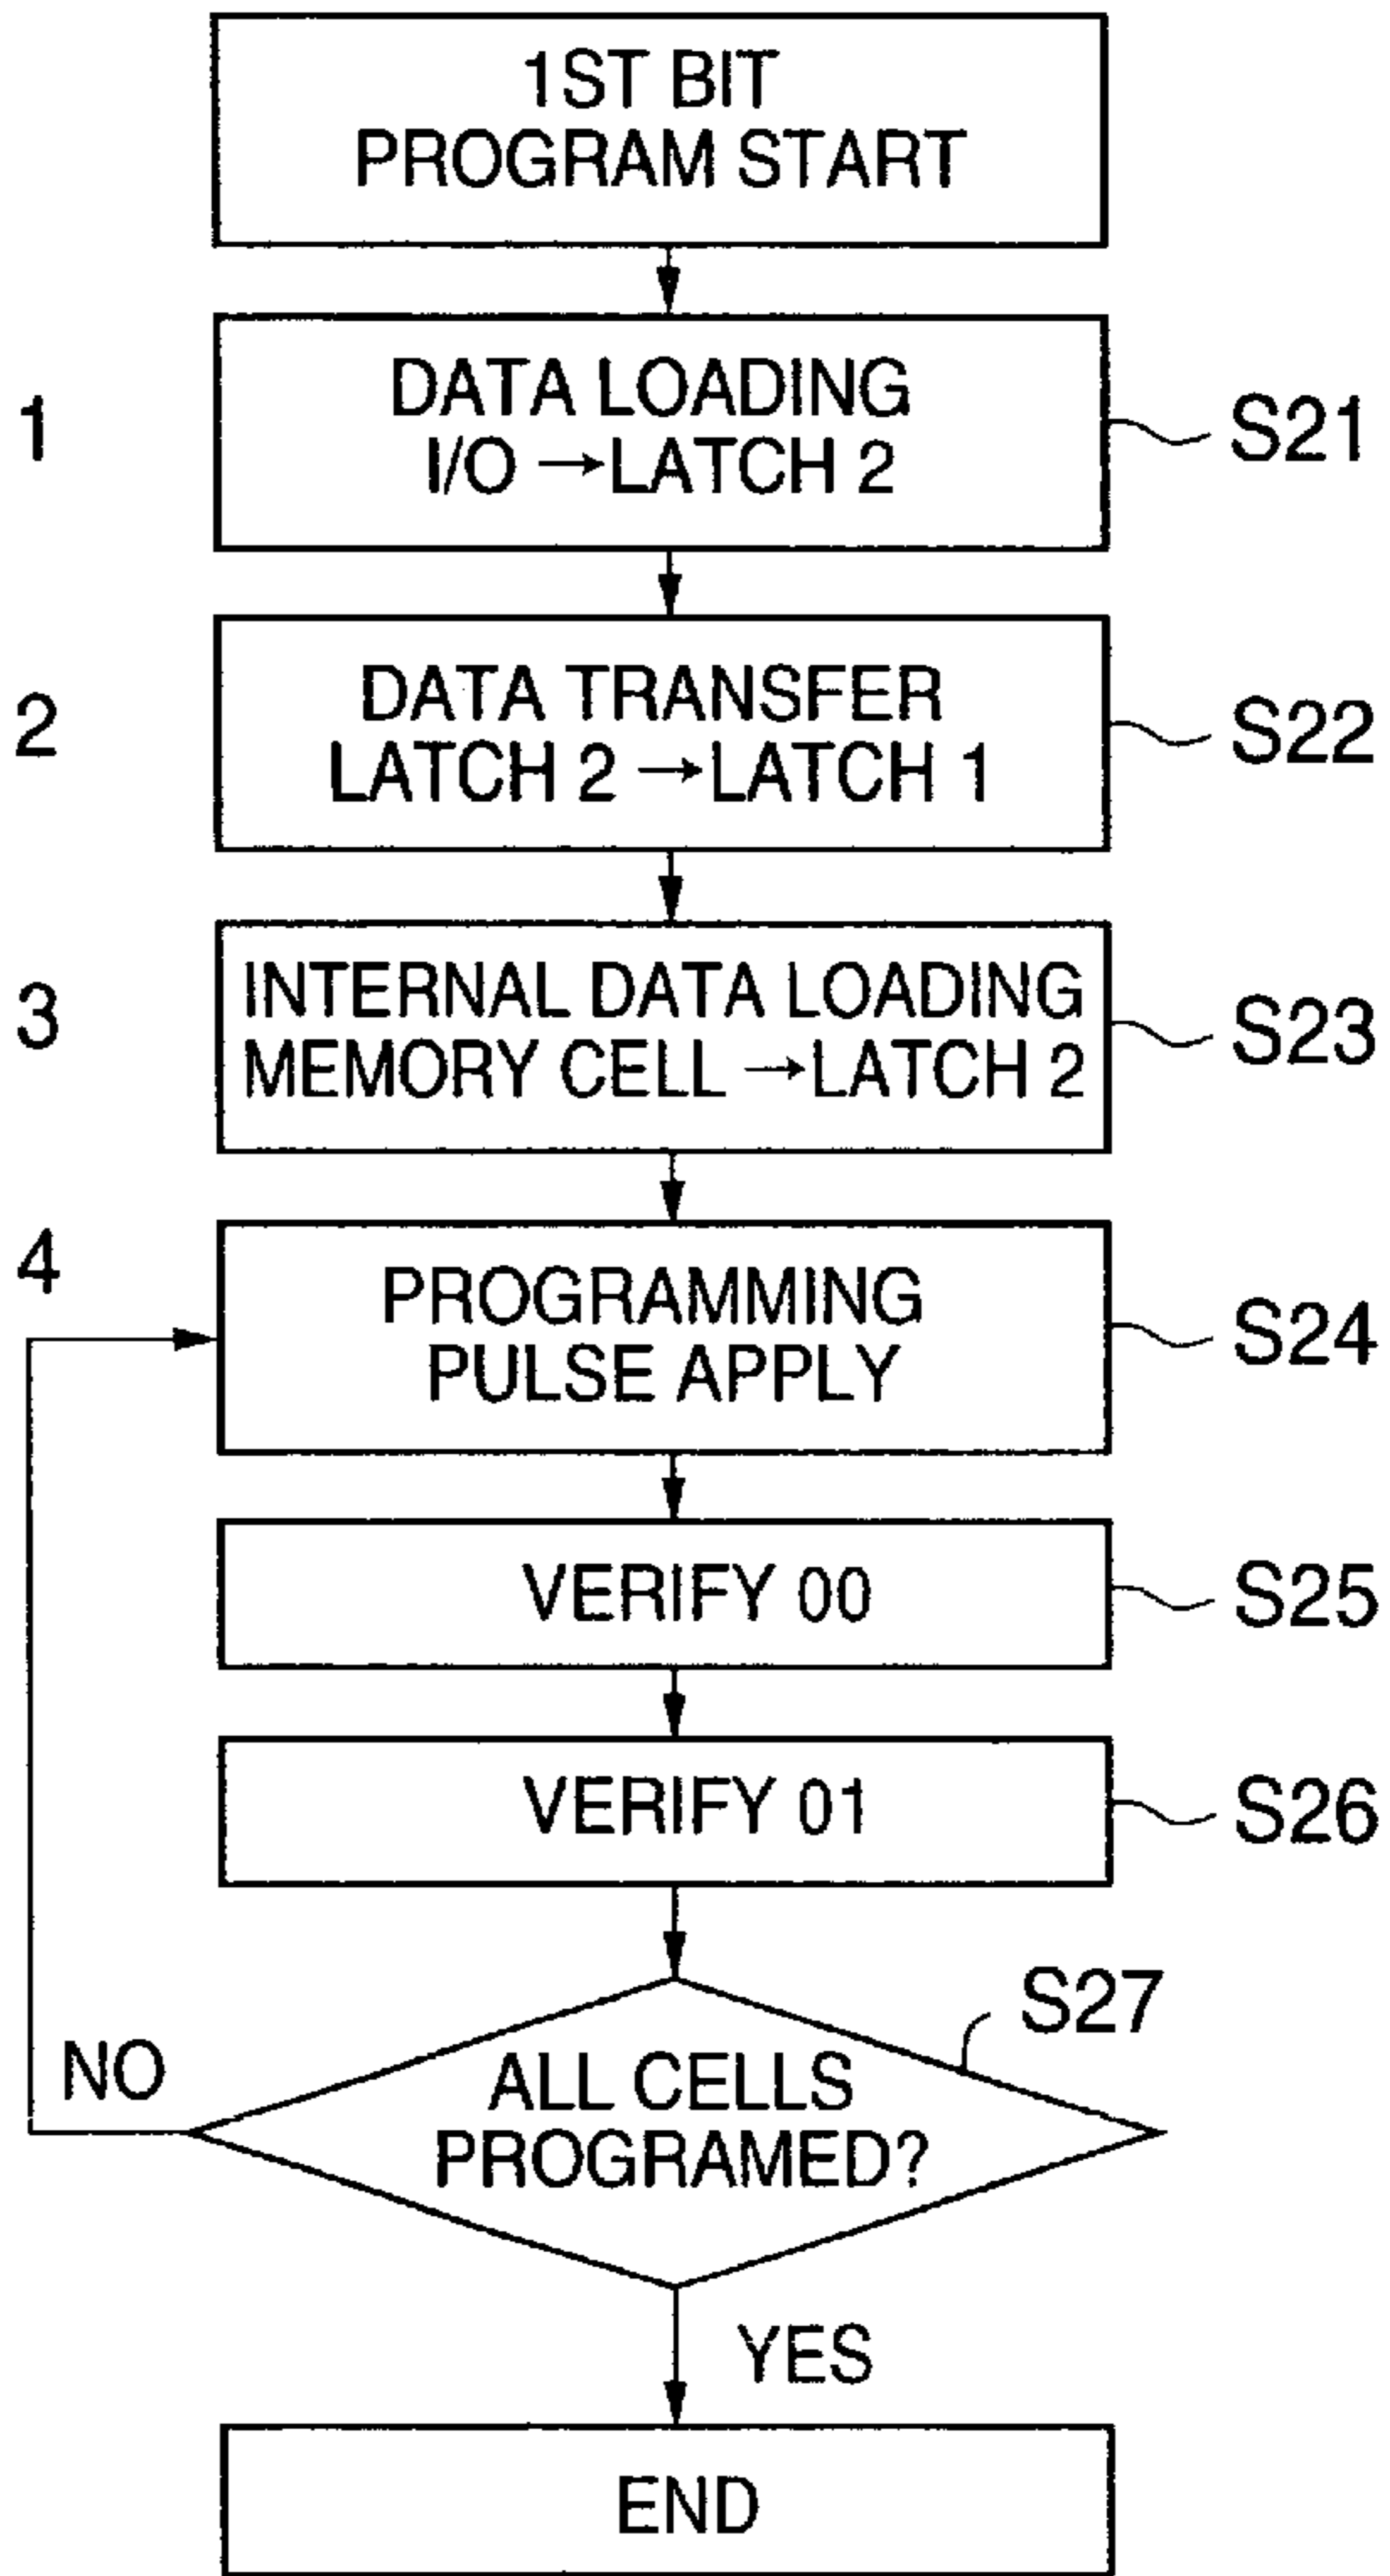 1ST BIT
PROGRAM START
1
DATA LOADING
I/O →LATCH 2
S21
2
DATA TRANSFER
LATCH 2 →LATCH 1
S22
3
INTERNAL DATA LOADING
MEMORY CELL →LATCH 2
S23
4
PROGRAMMING
PULSE APPLY
S24
VERIFY 00
S25
VERIFY 01
S26
S27
NO
ALL CELLS
PROGRAMED?
YES
END